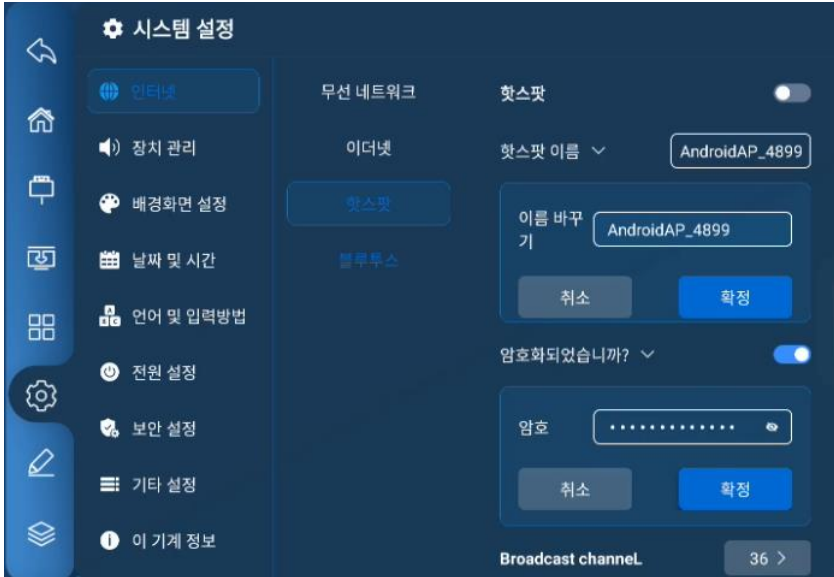 시스템 설정
인터넷
장치 관리
배경화면 설정
날짜 및 시간
언어 및 입력방법
전원 설정
보안 설정
기타 설정
이 기계 정보
무선 네트워크
이더넷
핫스팟
블루투스
핫스팟
핫스팟 이름
AndroidAP_4899
이름 바꾸
기
AndroidAP_4899
취소
확정
암호화되었습니까?
암호
•••••••••••••
취소
확정
Broadcast channeL
36 >